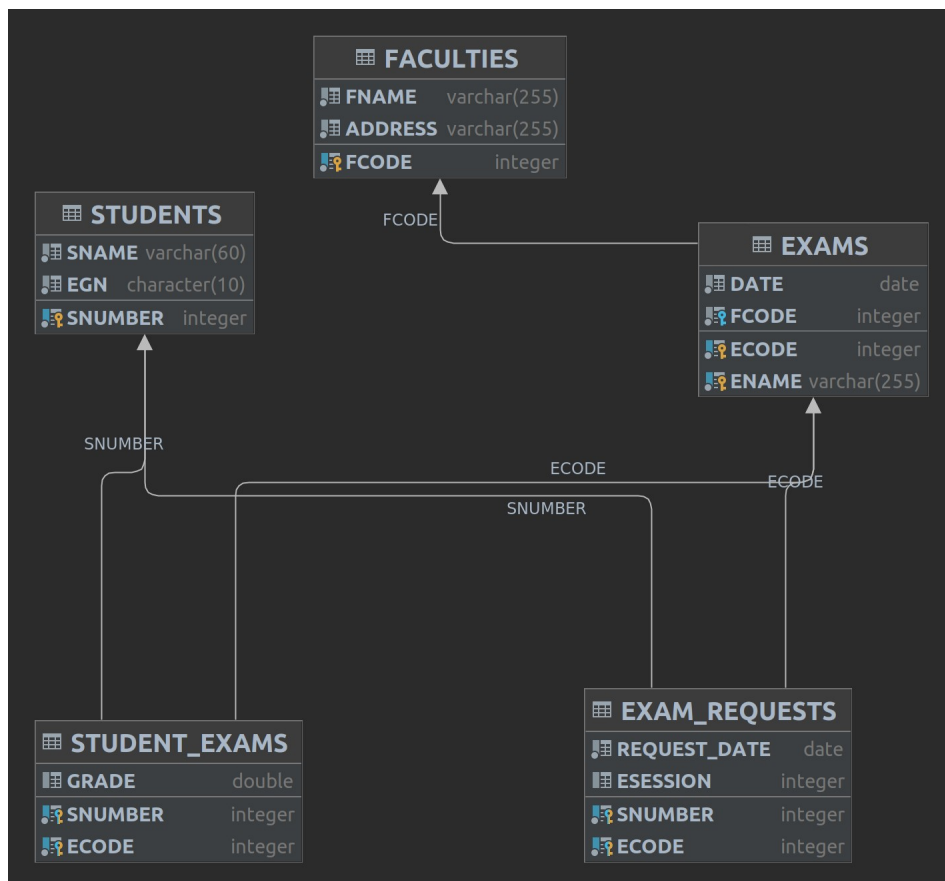 FACULTIES
FNAME varchar(255)
ADDRESS varchar(255)
FCODE integer
STUDENTS
SNAME varchar(60)
EGN character(10)
SNUMBER integer
FCODE
EXAMS
DATE date
FCODE integer
ECODE integer
ENAME varchar(255)
SNUMBER
ECODE
ECODE
SNUMBER
STUDENT_EXAMS
GRADE double
SNUMBER integer
ECODE integer
EXAM_REQUESTS
REQUEST_DATE date
ESESSION integer
SNUMBER integer
ECODE integer